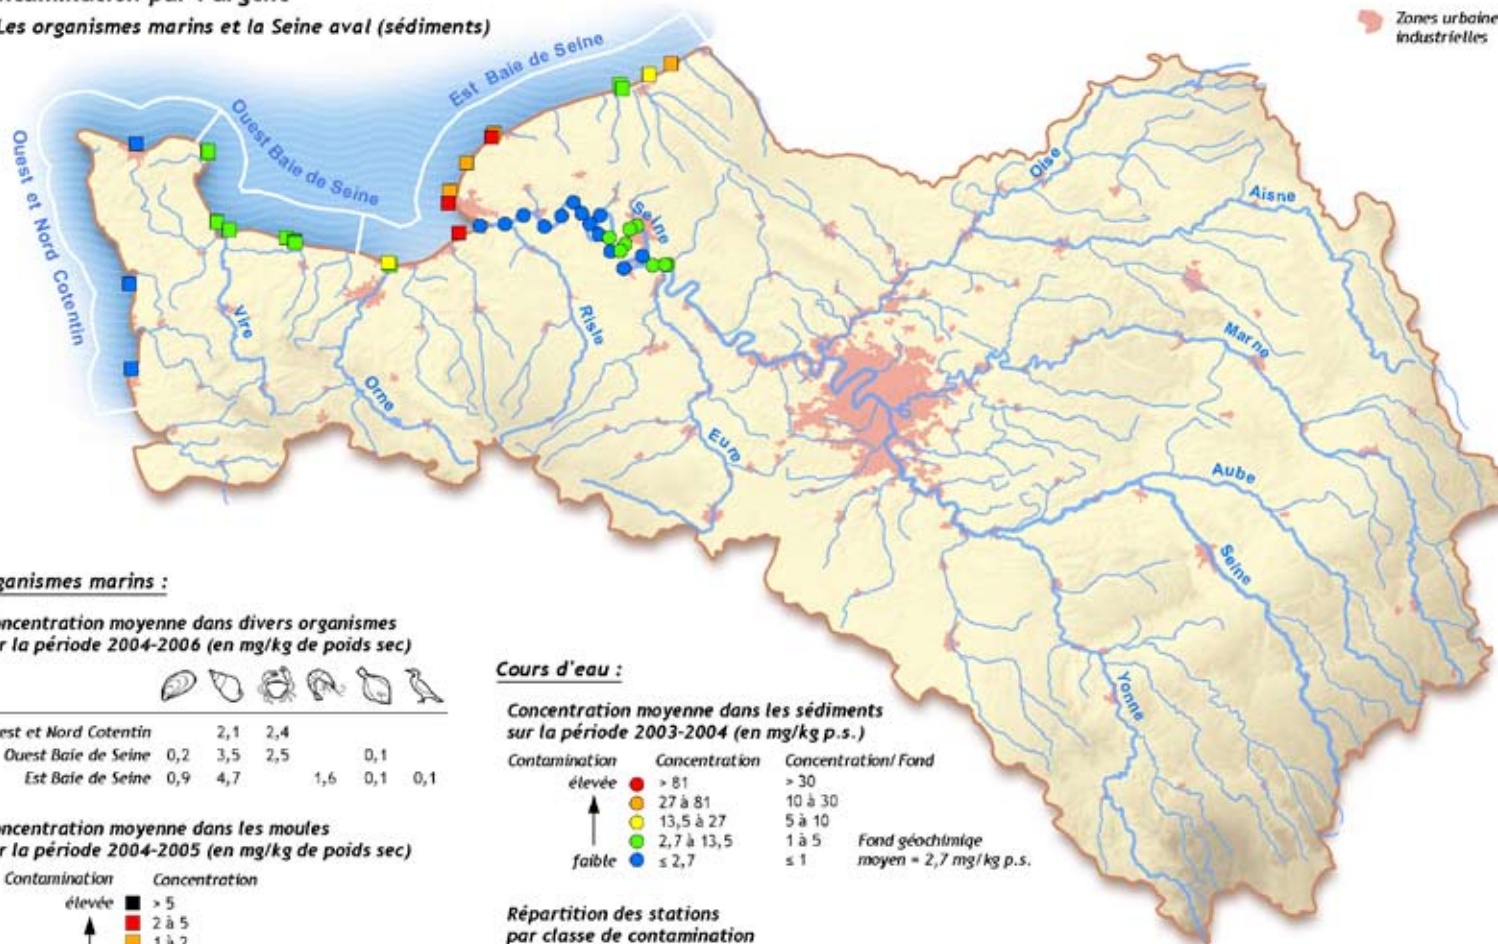 Les organismes marins et la Seine aval (sédiments)
Zones urbaine
industrielles
Est Baie de Seine
Ouest Baie de Seine
Ouest et Nord Cotentin
Oise
Aisne
Seine
Vire
Risle
Marne
Orne
Eure
Aube
Seine
Yonne
ganismes marins :
ncentration moyenne dans divers organismes
r la période 2004-2006 (en mg/kg de poids sec)
est et Nord Cotentin 2,1 2,4
Ouest Baie de Seine 0,2 3,5 2,5 0,1
Est Baie de Seine 0,9 4,7 1,6 0,1 0,1
ncentration moyenne dans les moules
r la période 2004-2005 (en mg/kg de poids sec)
Contamination Concentration
élevée > 5
2 à 5
1 à 2
Cours d'eau :
Concentration moyenne dans les sédiments
sur la période 2003-2004 (en mg/kg p.s.)
Contamination Concentration Concentration/Fond
élevée > 81 > 30
27 à 81 10 à 30
13,5 à 27 5 à 10
2,7 à 13,5 1 à 5 Fond géochimiqe
faible ≤ 2,7 ≤ 1 moyen = 2,7 mg/kg p.s.
Répartition des stations
par classe de contamination